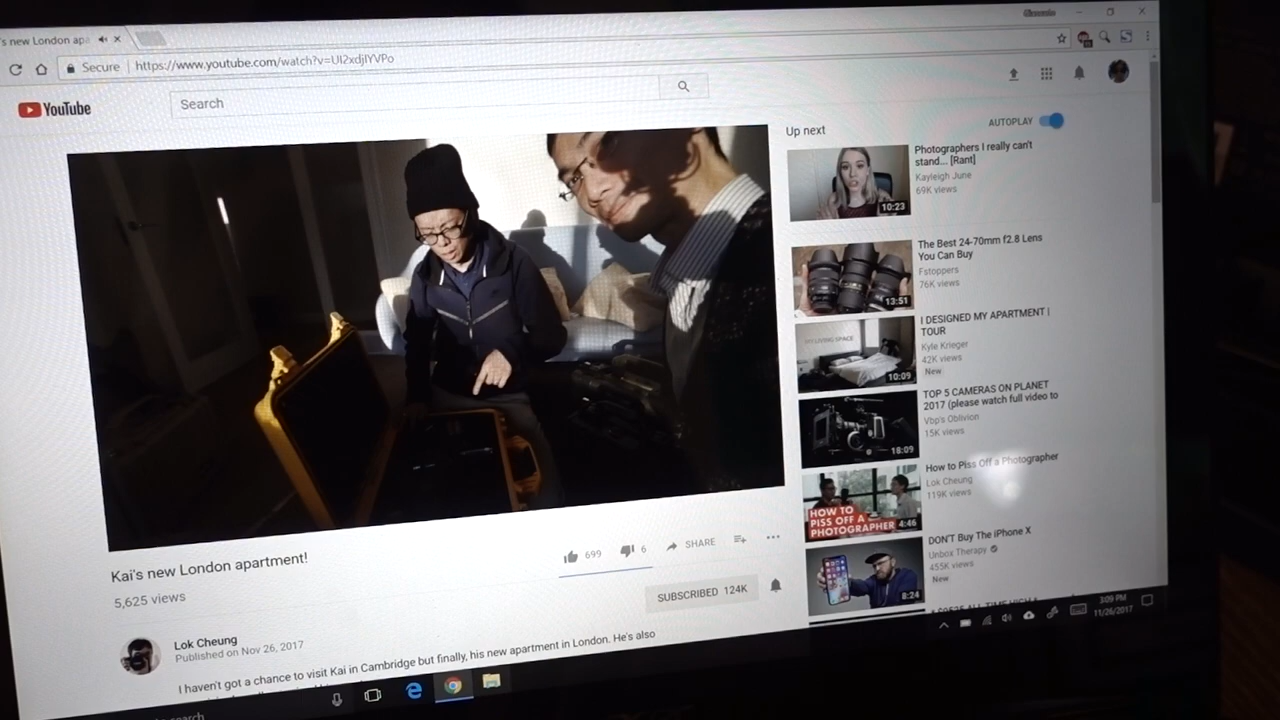 's new London apa
Secure | https://www.youtube.com/watch?v=UI2xdjIYVPo
YouTube
Search
Up next
AUTOPLAY
Photographers I really can't
stand... [Rant]
Kayleigh June
69K views
10:23
The Best 24-70mm f2.8 Lens
You Can Buy
Fstoppers
76K views
13:51
I DESIGNED MY APARTMENT |
TOUR
Kyle Krieger
42K views
New
MY LIVING SPACE
10:09
TOP 5 CAMERAS ON PLANET
2017 (please watch full video to
Vbp's Oblivion
15K views
18:09
How to Piss Off a Photographer
Lok Cheung
119K views
HOW TO
PISS OFF A
PHOTOGRAPHER
4:46
DON'T Buy The iPhone X
Unbox Therapy
455K views
New
8:24
Kai's new London apartment!
5,625 views
699
6
SHARE
SUBSCRIBED 124K
Lok Cheung
Published on Nov 26, 2017
I haven't got a chance to visit Kai in Cambridge but finally, his new apartment in London. He's also
search
3:09 PM
11/26/2017